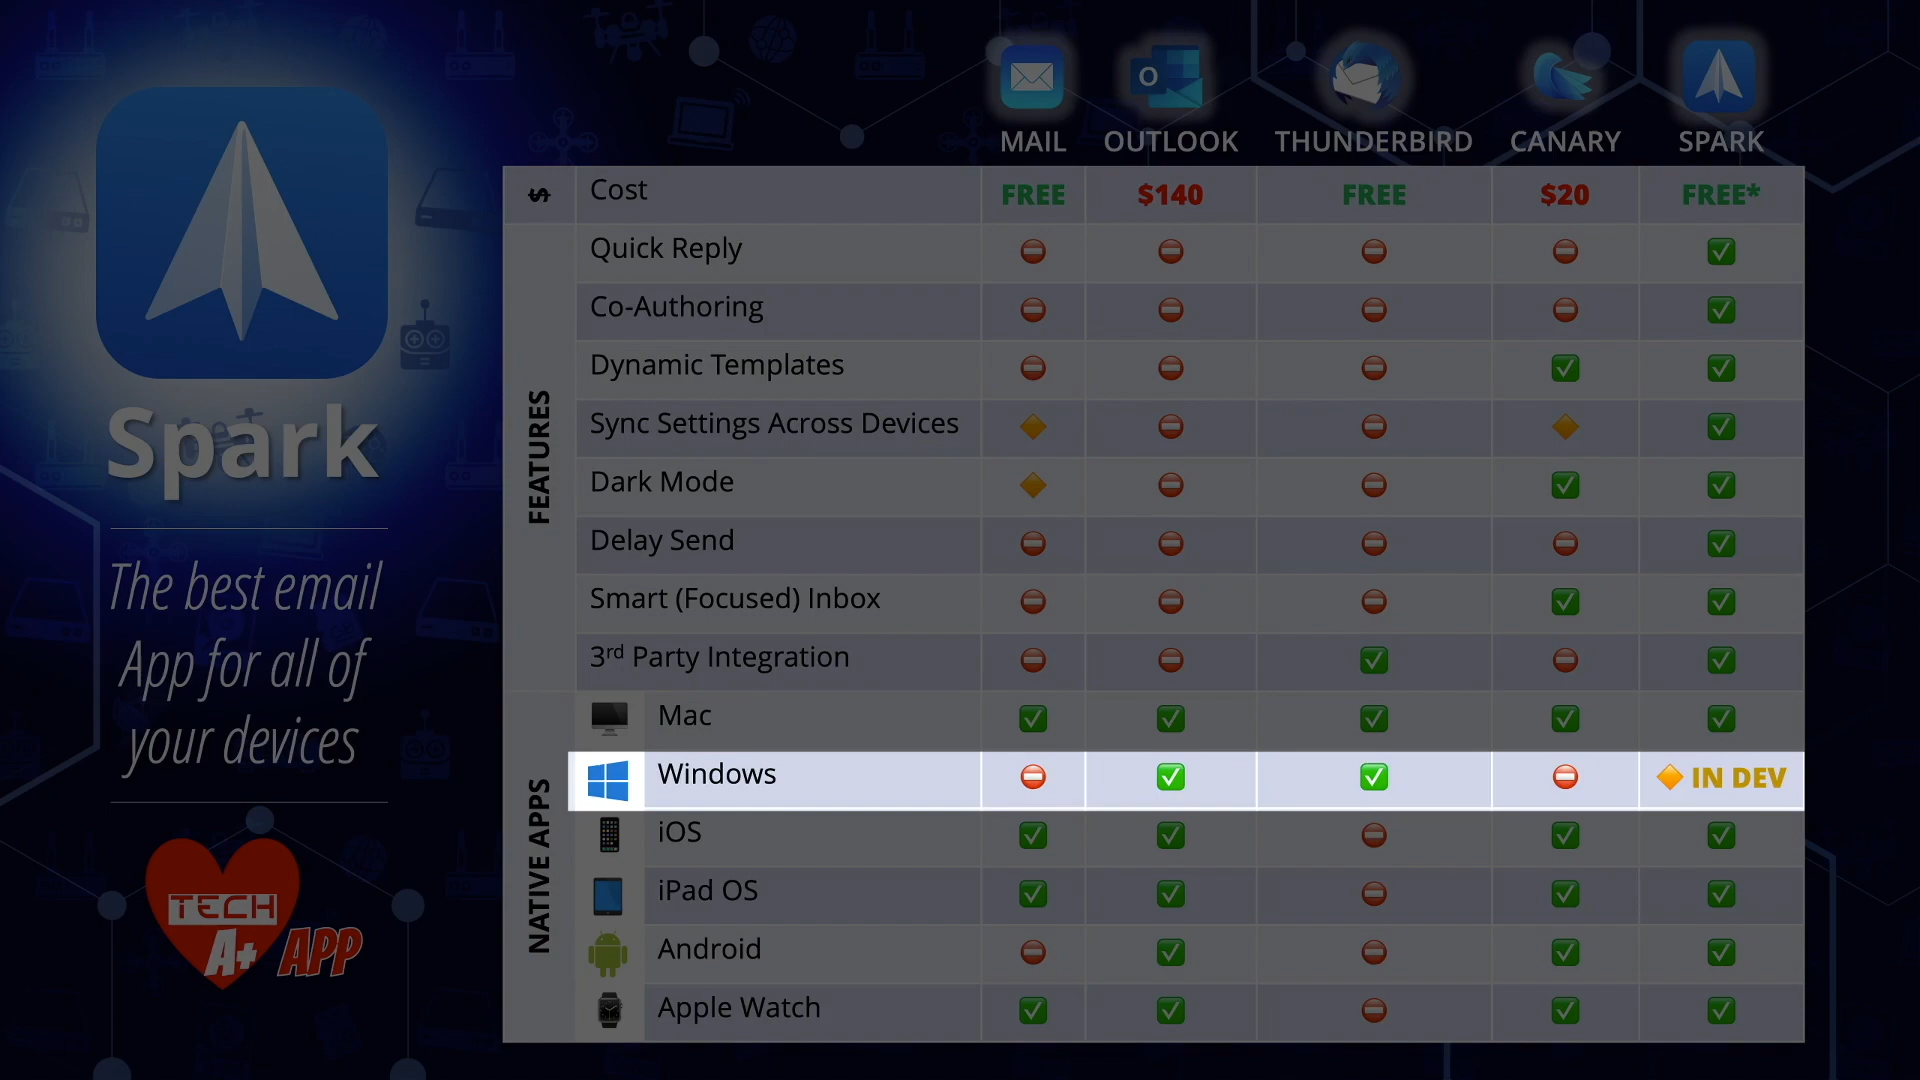 MAIL OUTLOOK THUNDERBIRD CANARY SPARK
$ Cost FREE $140 FREE $20 FREE*
FEATURES
Quick Reply
Co-Authoring
Dynamic Templates
Sync Settings Across Devices
Dark Mode
Delay Send
Smart (Focused) Inbox
3rd Party Integration
NATIVE APPS
Mac
Windows IN DEV
iOS
iPad OS
Android
Apple Watch
Spark
The best email
App for all of
your devices
TECH
A+ APP